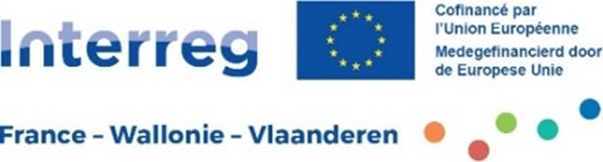 Interreg
Cofinancé par
l'Union Européenne
Medegefinancierd door
de Europese Unie
France – Wallonie – Vlaanderen